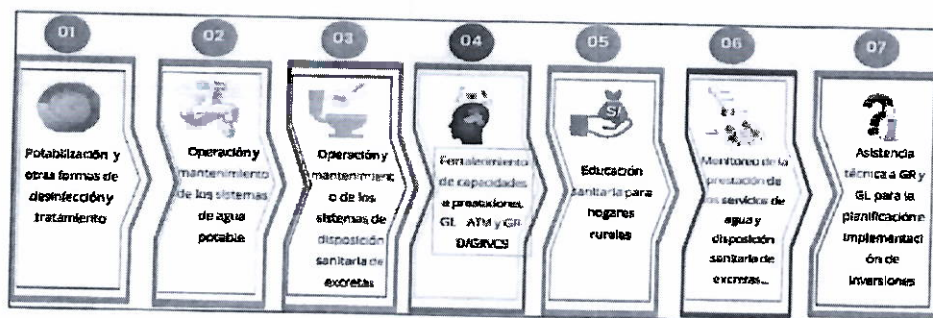 01
Potabilización y
otras formas de
desinfección y
tratamiento
02
Operación y
mantenimiento
de los sistemas
de agua
potable
03
Operación y
mantenimient
o de los
sistemas de
disposición
sanitaria de
excretas
04
Fortalecimiento
de capacidades
a prestadores,
GL - ATM y GR
05
S/
Educación
sanitaria para
hogares
rurales
06
Monitoreo de la
prestación de
los servicios de
agua y
disposición
sanitaria de
excretas...
07
Asistencia
técnica a GR y
GL para la
planificación e
implementaci
ón de
inversiones